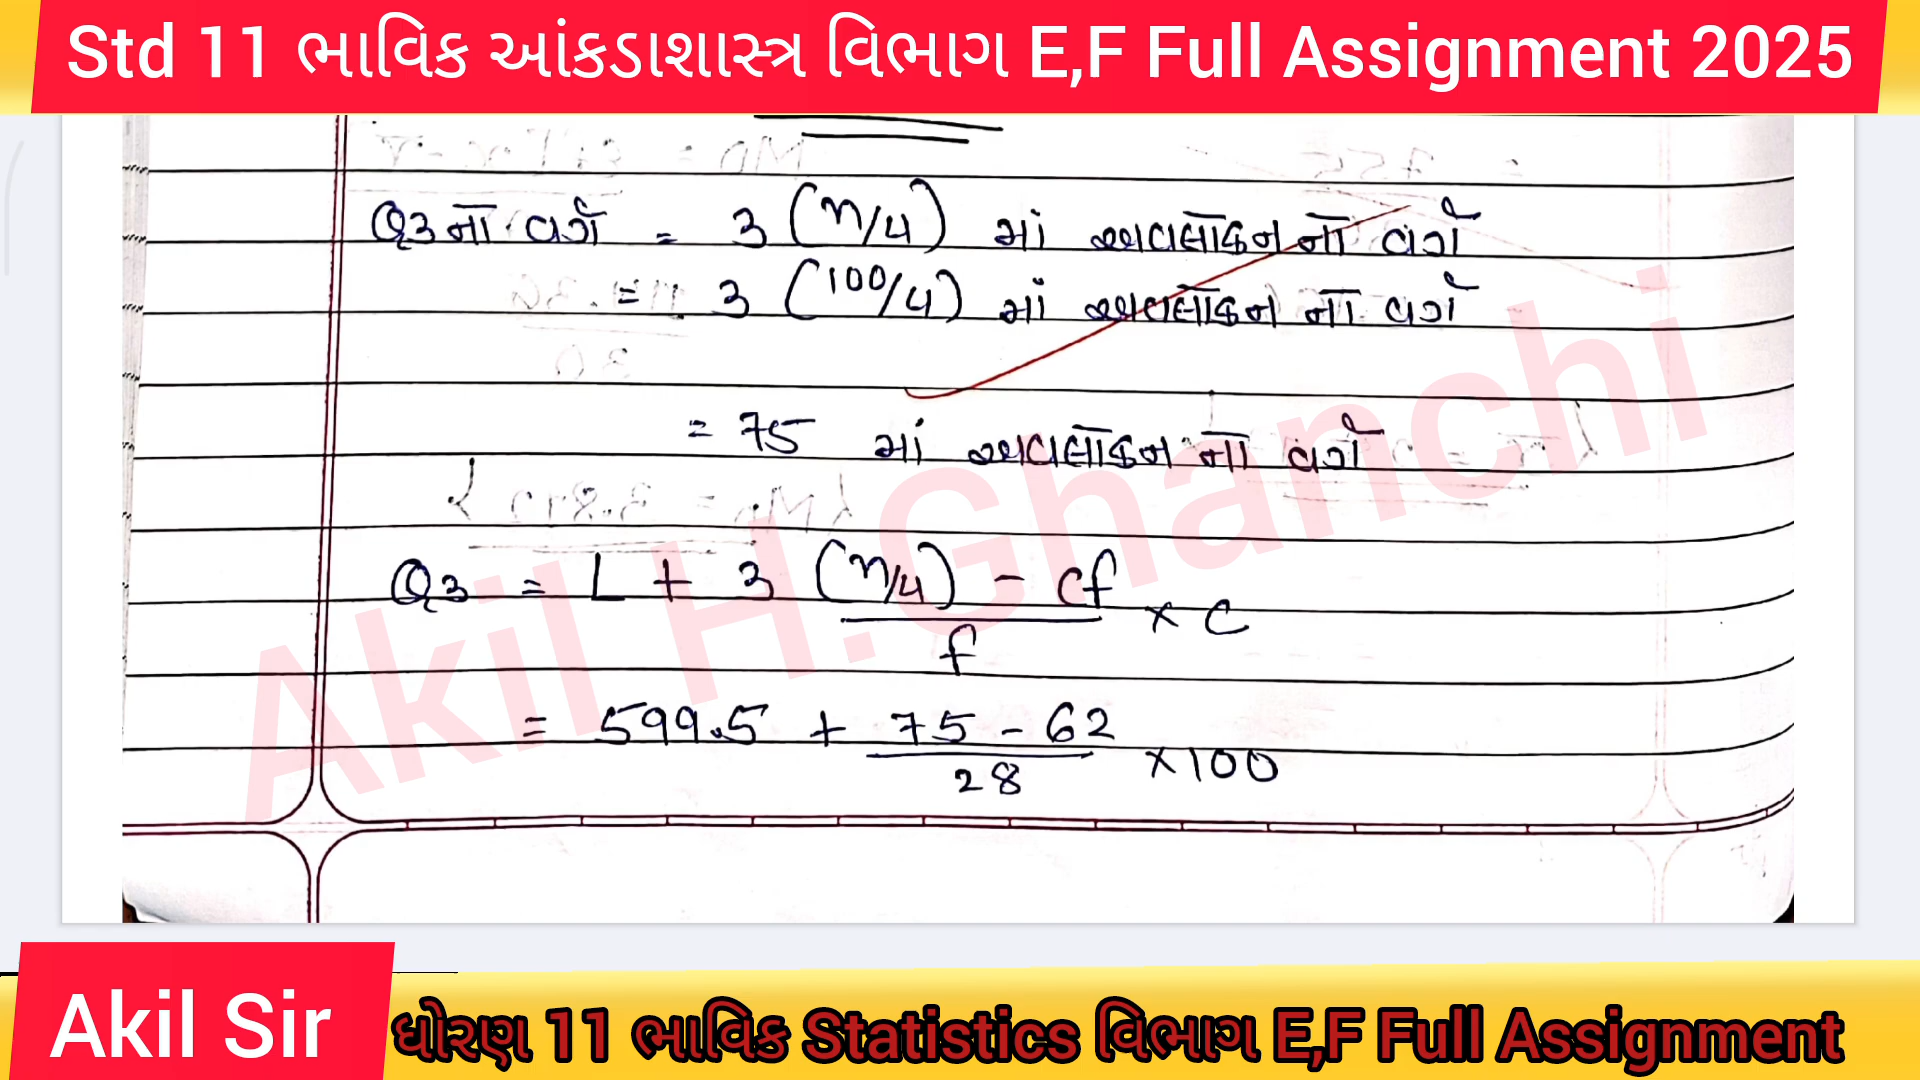 Std 11 ભાવિક આંકડાશાસ્ત્ર વિભાગ E,F Full Assignment 2025
Q3નો વર્ગ = 3 (n/4) માં અવલોકન નો વર્ગ
= 3 (100/4) માં અવલોકન નો વર્ગ
= 75 માં અવલોકન નો વર્ગ
Q3 = L + 3 (n/4) - cf
f
× c
= 599.5 + 75 - 62
28
×100
Akil H.Ghanchi
Akil Sir
ધોરણ 11 ભાવિક Statistics વિભાગ E,F Full Assignment